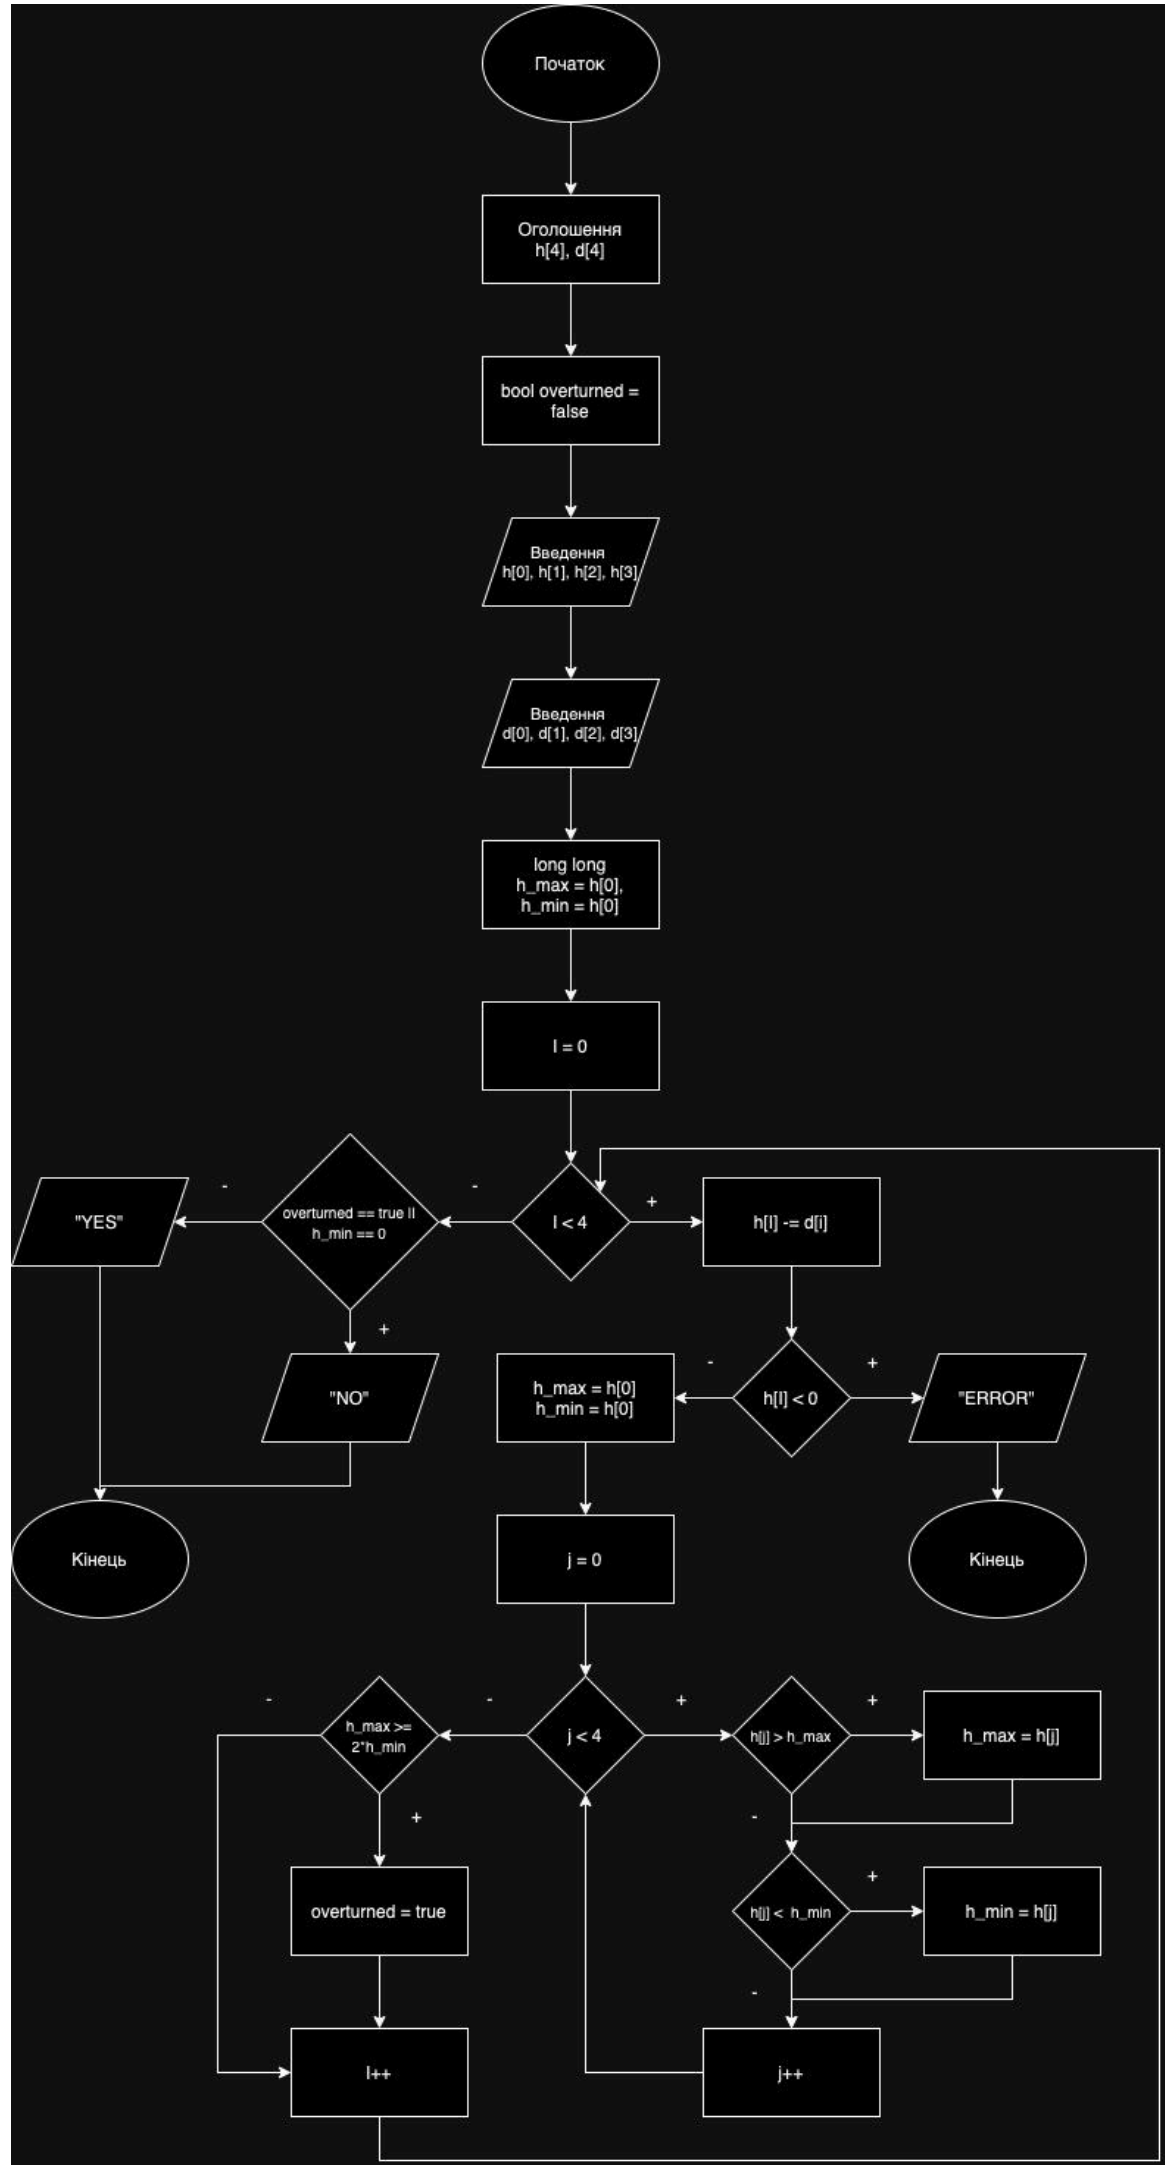 Початок
Оголошення
h[4], d[4]
bool overturned =
false
Введення
h[0], h[1], h[2], h[3]
Введення
d[0], d[1], d[2], d[3]
long long
h_max = h[0],
h_min = h[0]
I = 0
I < 4
-
+
overturned == true II
h_min == 0
-
+
"YES"
"NO"
Кінець
h[I] -= d[i]
h[I] < 0
-
+
"ERROR"
Кінець
h_max = h[0]
h_min = h[0]
j = 0
j < 4
-
+
h_max >=
2*h_min
-
+
overturned = true
I++
h[j] > h_max
+
-
h_max = h[j]
h[j] < h_min
+
-
h_min = h[j]
j++